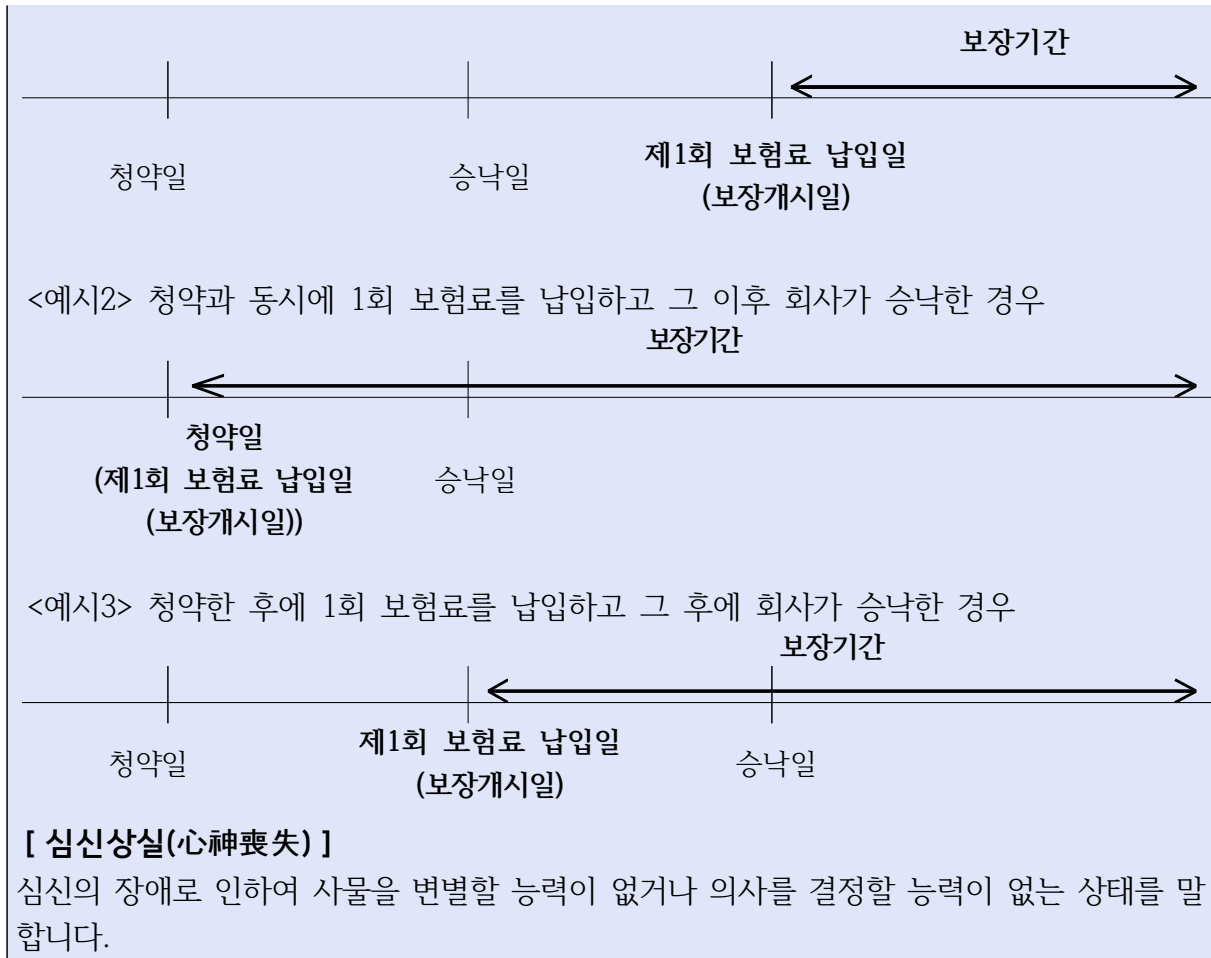 보장기간
청약일 승낙일 제1회 보험료 납입일
(보장개시일)
<예시2> 청약과 동시에 1회 보험료를 납입하고 그 이후 회사가 승낙한 경우
보장기간
청약일
(제1회 보험료 납입일 승낙일
(보장개시일))
<예시3> 청약한 후에 1회 보험료를 납입하고 그 후에 회사가 승낙한 경우
보장기간
청약일 제1회 보험료 납입일 승낙일
(보장개시일)
[ 심신상실(心神喪失) ]
심신의 장애로 인하여 사물을 변별할 능력이 없거나 의사를 결정할 능력이 없는 상태를 말
합니다.